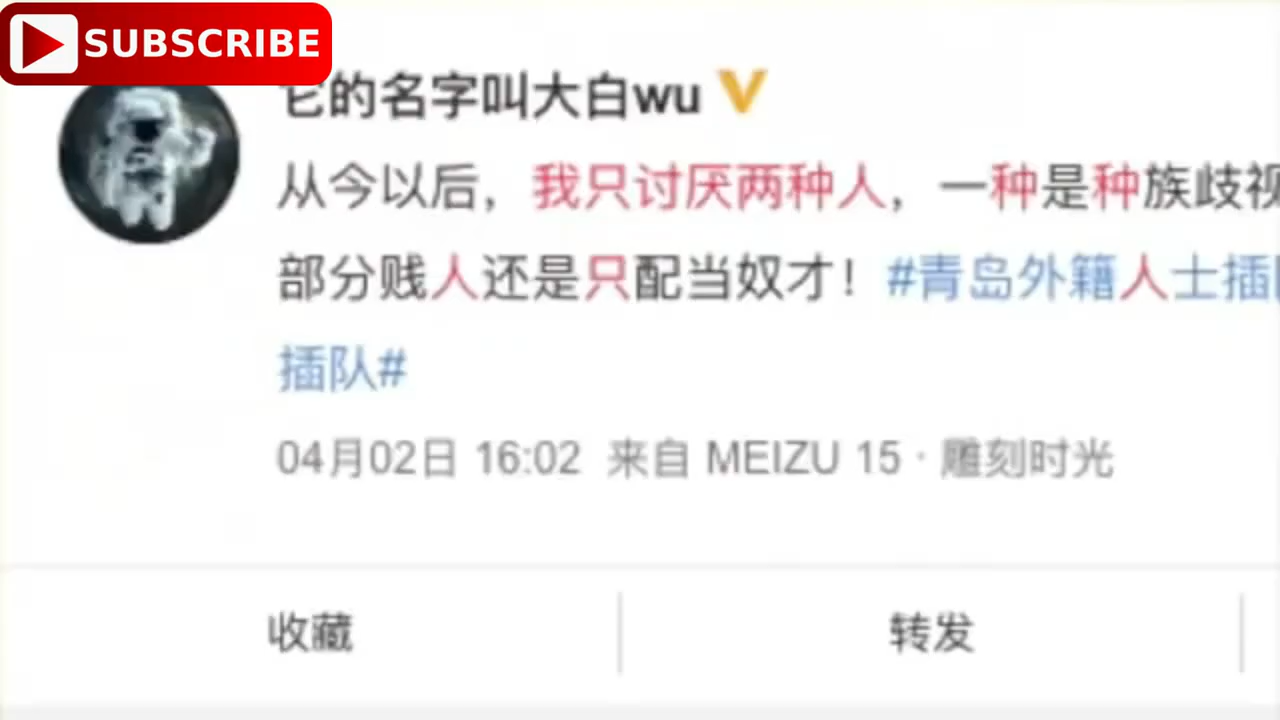 SUBSCRIBE
它的名字叫大白wu
从今以后，我只讨厌两种人，一种是种族歧视
部分贱人还是只配当奴才！#青岛外籍人士插队
插队#
04月02日 16:02 来自 MEIZU 15 · 雕刻时光
收藏
转发